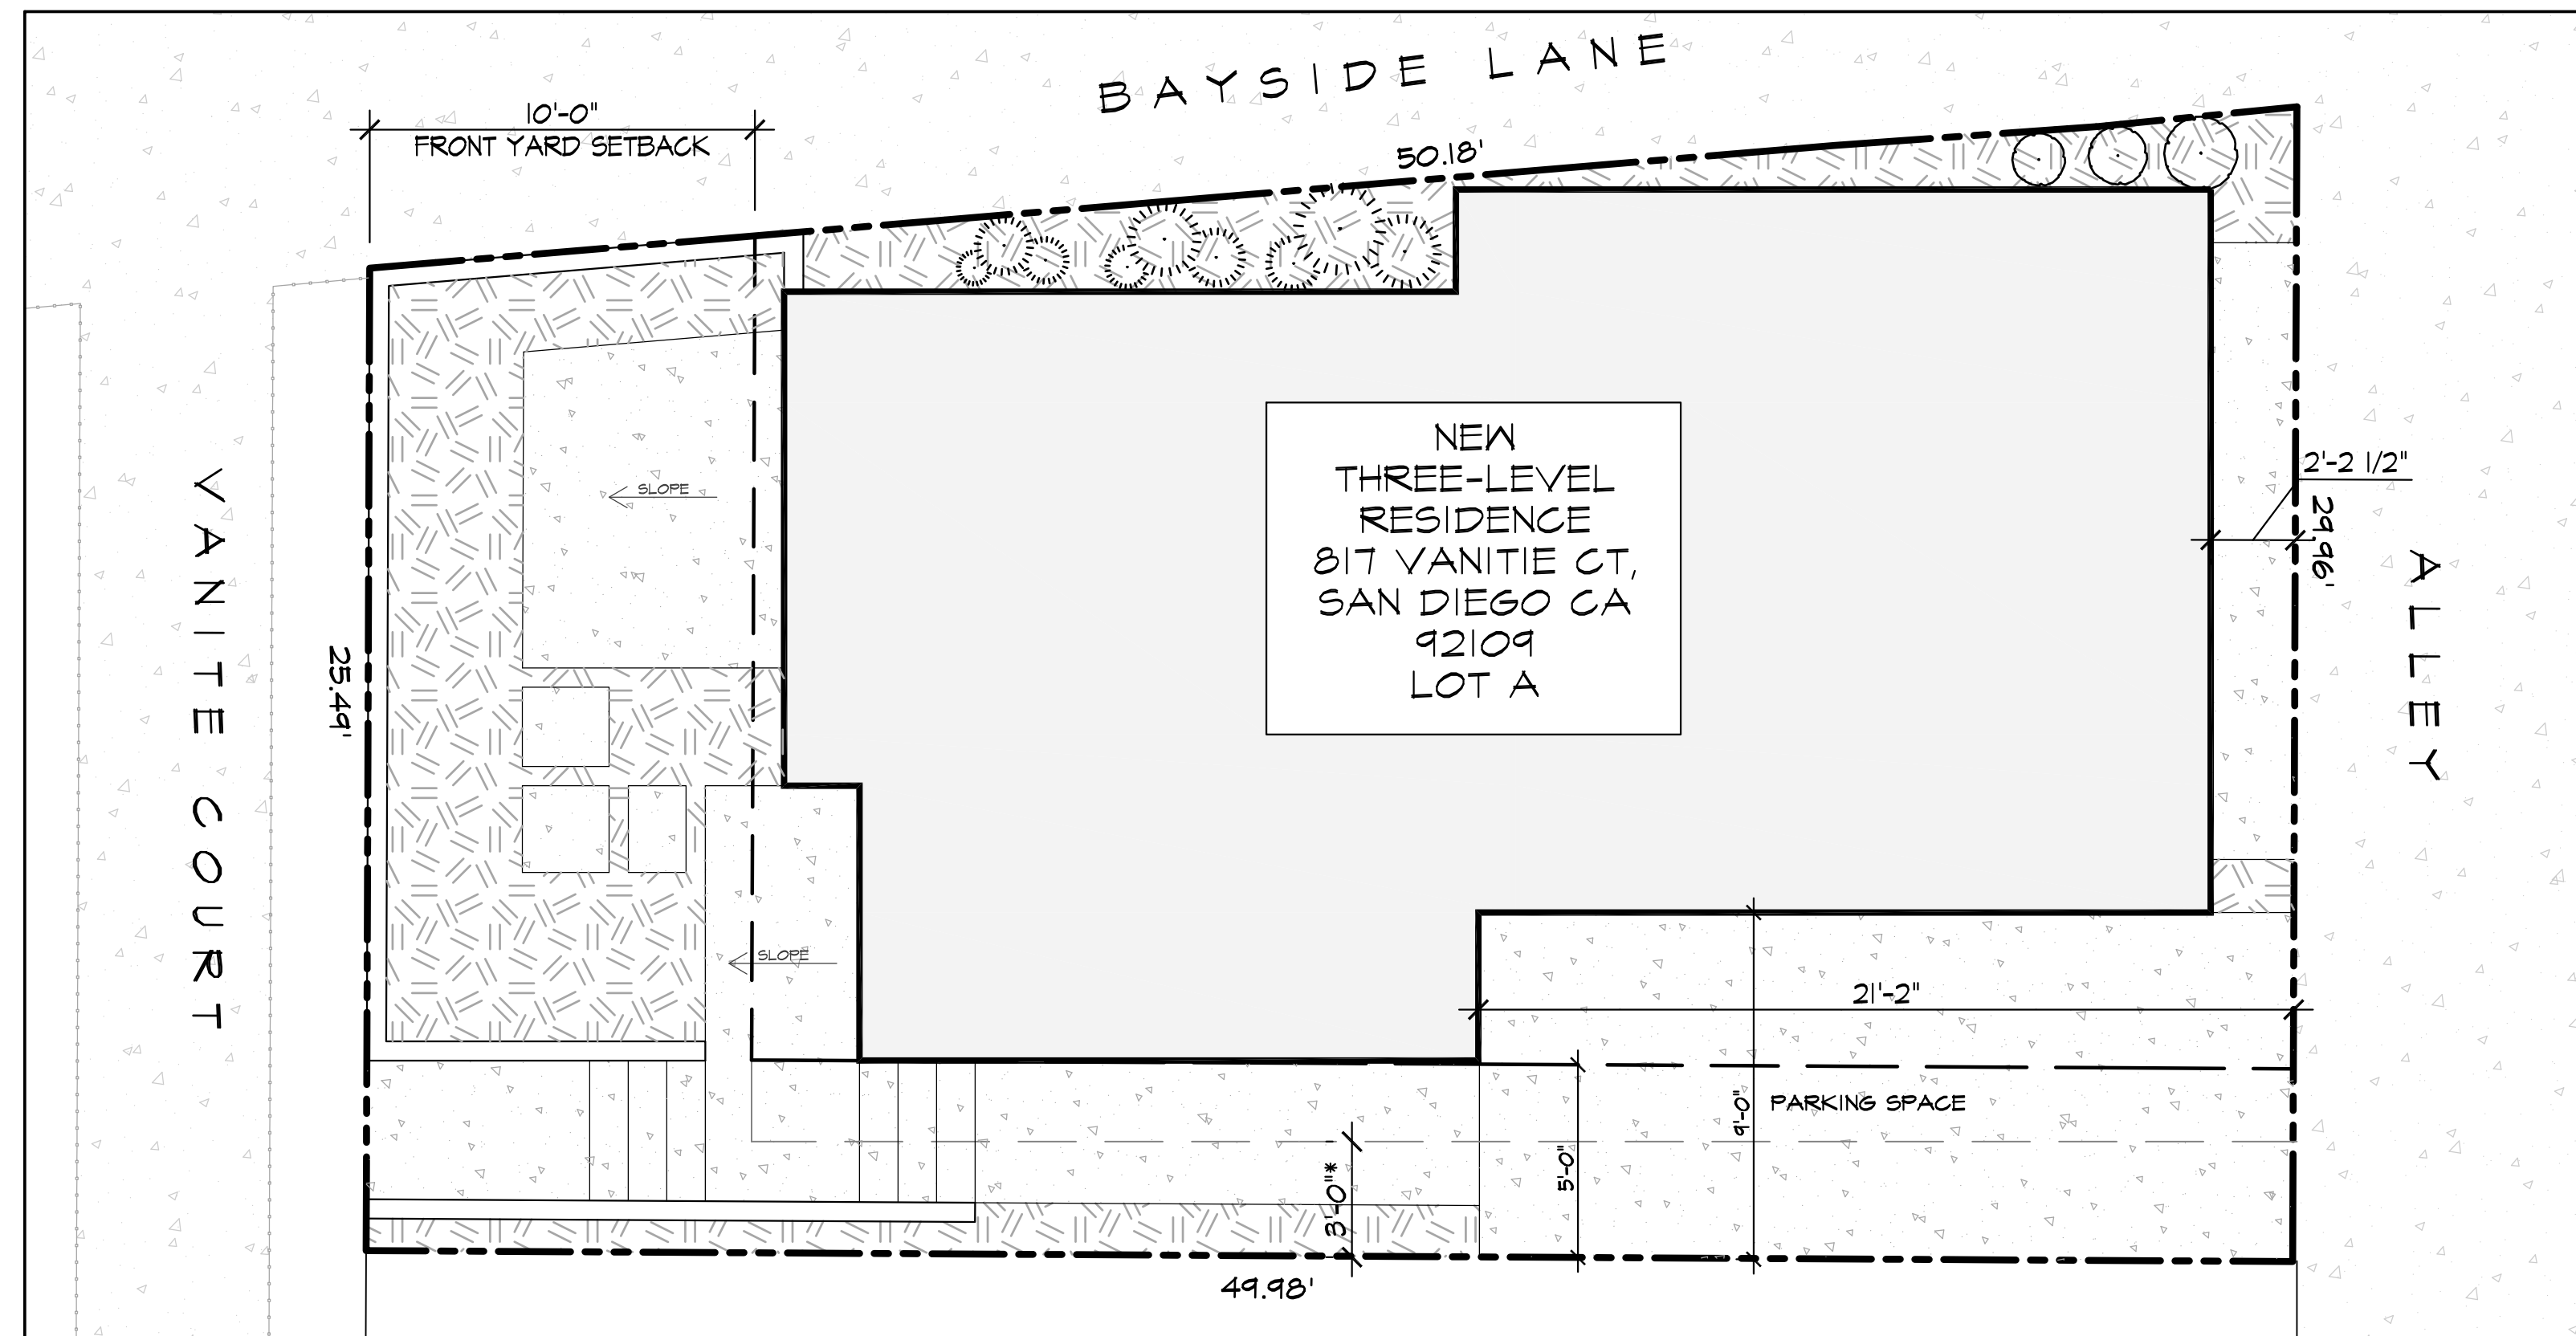 BAYSIDE LANE
10'-0"
FRONT YARD SETBACK
50.18'
NEW
THREE-LEVEL
RESIDENCE
817 VANITIE CT,
SAN DIEGO CA
92109
LOT A
SLOPE
2'-2 1/2"
29.96'
ALLEY
VANITE COURT
25.49'
SLOPE
21'-2"
PARKING SPACE
9'-0"
5'-0"
3'-0"*
49.98'